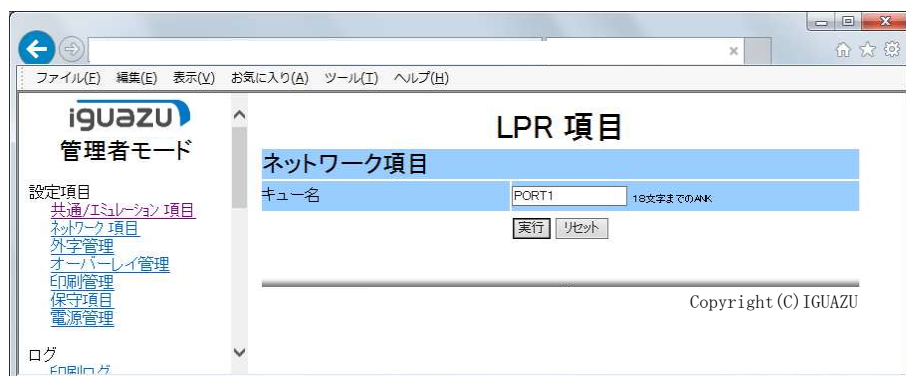 ファイル(F) 編集(E) 表示(V) お気に入り(A) ツール(T) ヘルプ(H)
iguazu
管理者モード
設定項目
共通/エミュレーション 項目
ネットワーク 項目
外字管理
オーバーレイ管理
印刷管理
保守項目
電源管理
ログ
印刷ログ
LPR 項目
ネットワーク項目
キュー名 PORT1 18文字までのANK
実行 リセット
Copyright(C)IGUAZU